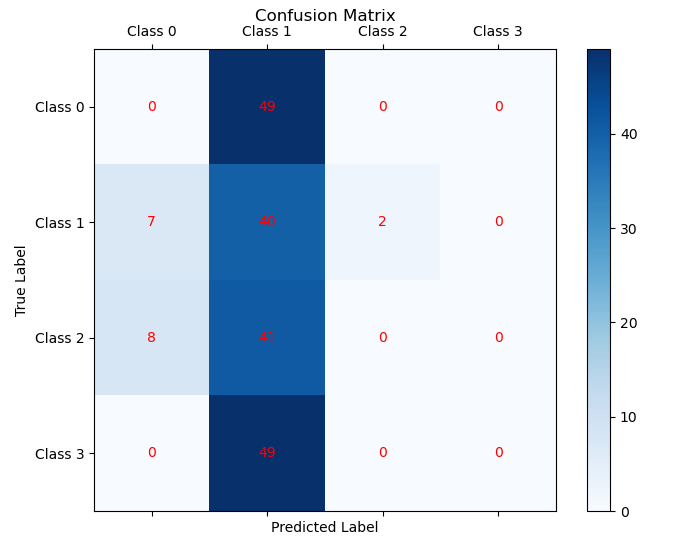 Confusion Matrix
Class 0 Class 1 Class 2 Class 3
Class 0 0 49 0 0
Class 1 7 40 2 0
Class 2 8 41 0 0
Class 3 0 49 0 0
True Label
Predicted Label
40
30
20
10
0